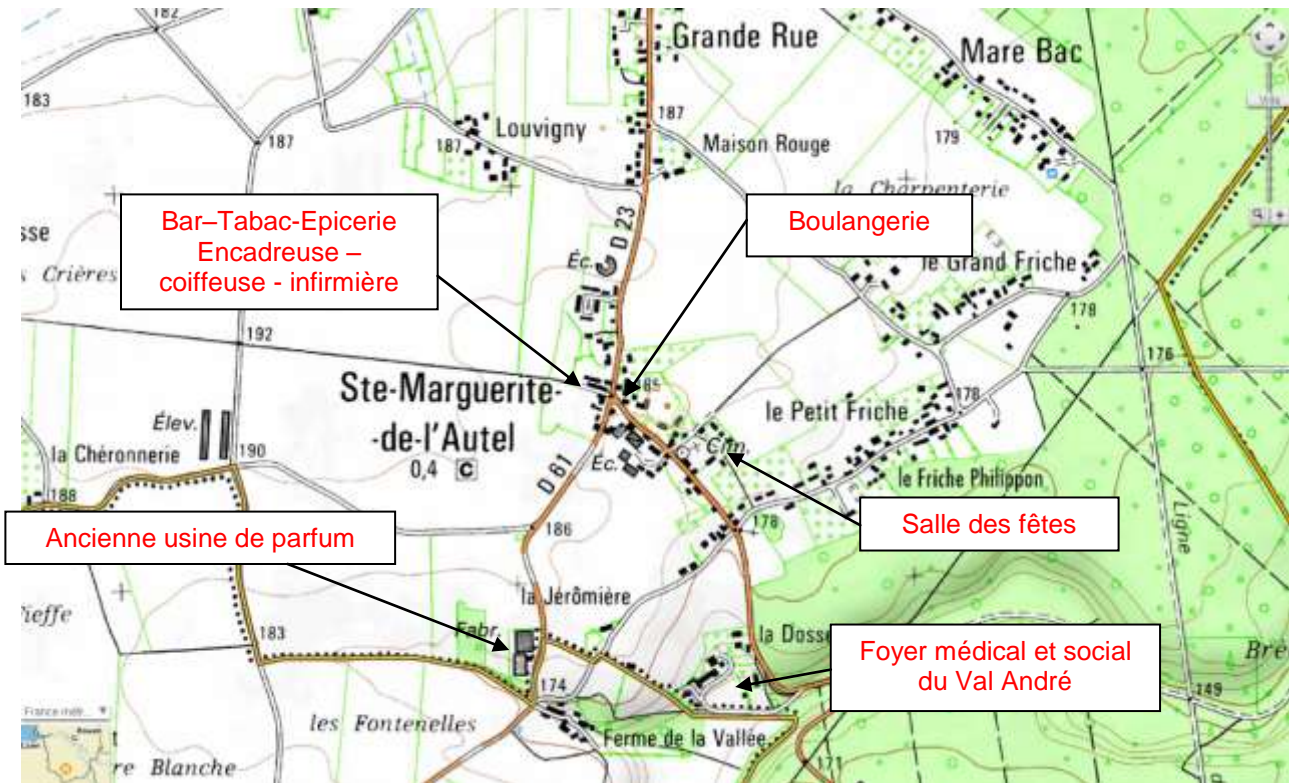 182
183
187
Grande Rue
Mare Bac
187
Louvigny
187
Maison Rouge
179
la Charpenterie
Bar–Tabac-Epicerie
Encadreuse –
coiffeuse - infirmière
Boulangerie
D 23
Éc.
sse
s Crières
le Grand Friche
178
192
176
Ste-Marguerite-
-de-l'Autel
0,4 C
185
le Petit Friche
178
Élev.
la Chéronnerie
190
188
Éc.
Cim.
D 61
le Friche Philippon
Ligne
Ancienne usine de parfum
186
178
Salle des fêtes
la Jérômière
ieffe
183
Fabr.
la Dosse
Foyer médical et social
du Val André
Bré
174
149
les Fontenelles
Ferme de la Vallée
171
re Blanche